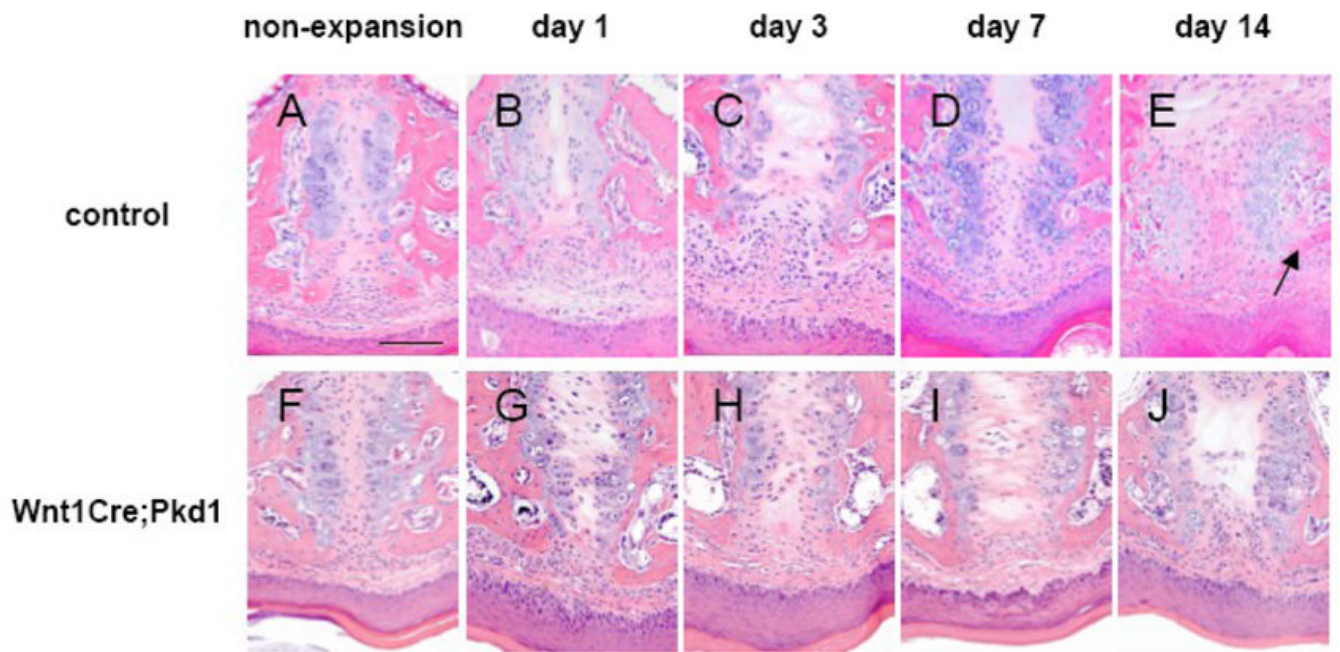 non-expansion day 1 day 3 day 7 day 14
control
A B C D E
Wnt1Cre;Pkd1
F G H I J